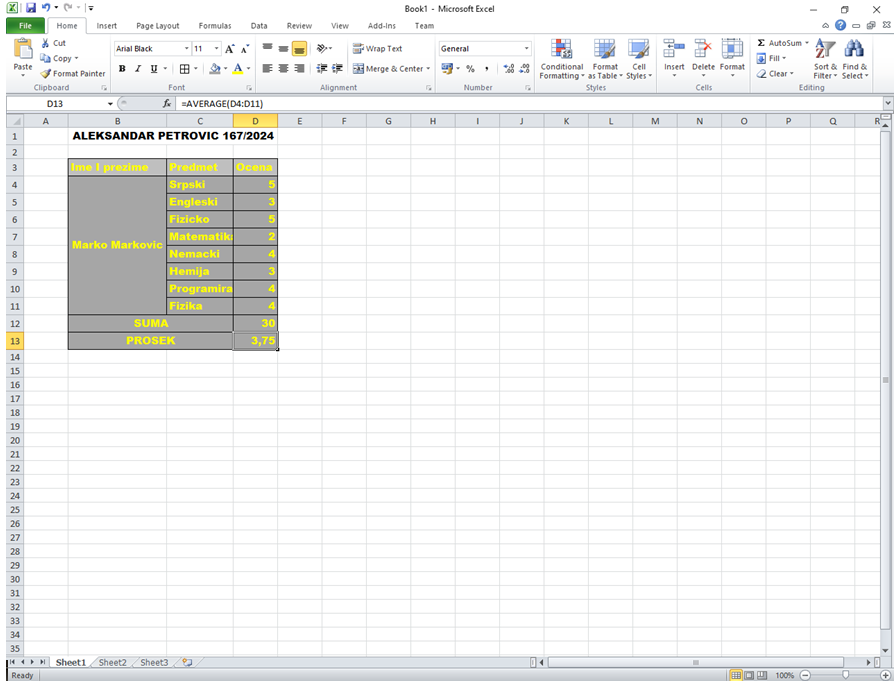 Book1 - Microsoft Excel
File Home Insert Page Layout Formulas Data Review View Add-Ins Team
Paste Cut Copy Format Painter Clipboard
Arial Black 11 A A B I U A Font
Wrap Text Merge & Center Alignment
General % , .0 .00 .00 .0 Number
Conditional Formatting Format as Table Cell Styles Styles
Insert Delete Format Cells
Σ AutoSum Fill Clear Sort & Filter Find & Select Editing
D13 fx =AVERAGE(D4:D11)
A B C D E F G H I J K L M N O P Q R
1 ALEKSANDAR PETROVIC 167/2024
2
3 Ime I prezime Predmet Ocena
4 Srpski 5
5 Engleski 3
6 Fizicko 5
7 Matematika 2
8 Marko Markovic Nemacki 4
9 Hemija 3
10 Programira 4
11 Fizika 4
12 SUMA 30
13 PROSEK 3,75
14
15
16
17
18
19
20
21
22
23
24
25
26
27
28
29
30
31
32
33
34
35
Sheet1 Sheet2 Sheet3
Ready 100%